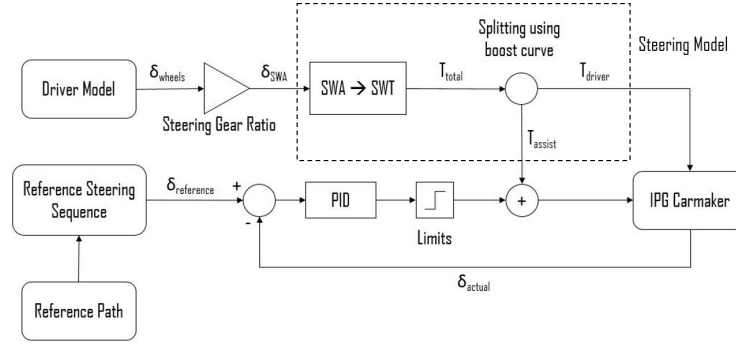 Splitting using
boost curve
Steering Model
Driver Model
δwheels
δSWA
SWA → SWT
Ttotal
Tdriver
Steering Gear Ratio
Tassist
Reference Steering
Sequence
δreference
+
-
PID
Limits
+
IPG Carmaker
δactual
Reference Path